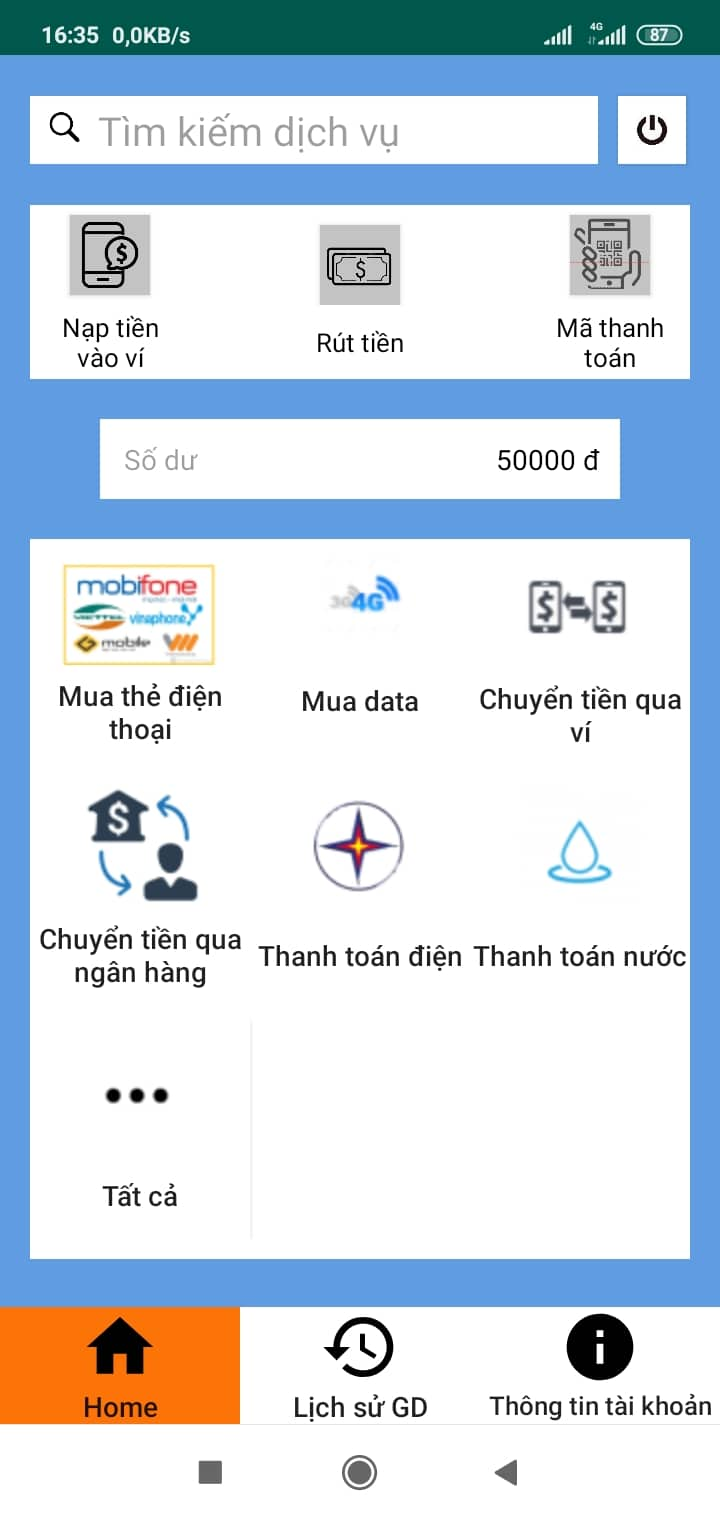 16:35 0,0KB/s 4G 87
Tìm kiếm dịch vụ
Nạp tiền
vào ví
Rút tiền
Mã thanh
toán
Số dư 50000 đ
mobifone
VIETTEL vinaphone
mobile
3G 4G
Mua thẻ điện
thoại
Mua data
Chuyển tiền qua
ví
Chuyển tiền qua
ngân hàng
Thanh toán điện
Thanh toán nước
Tất cả
Home
Lịch sử GD
Thông tin tài khoản